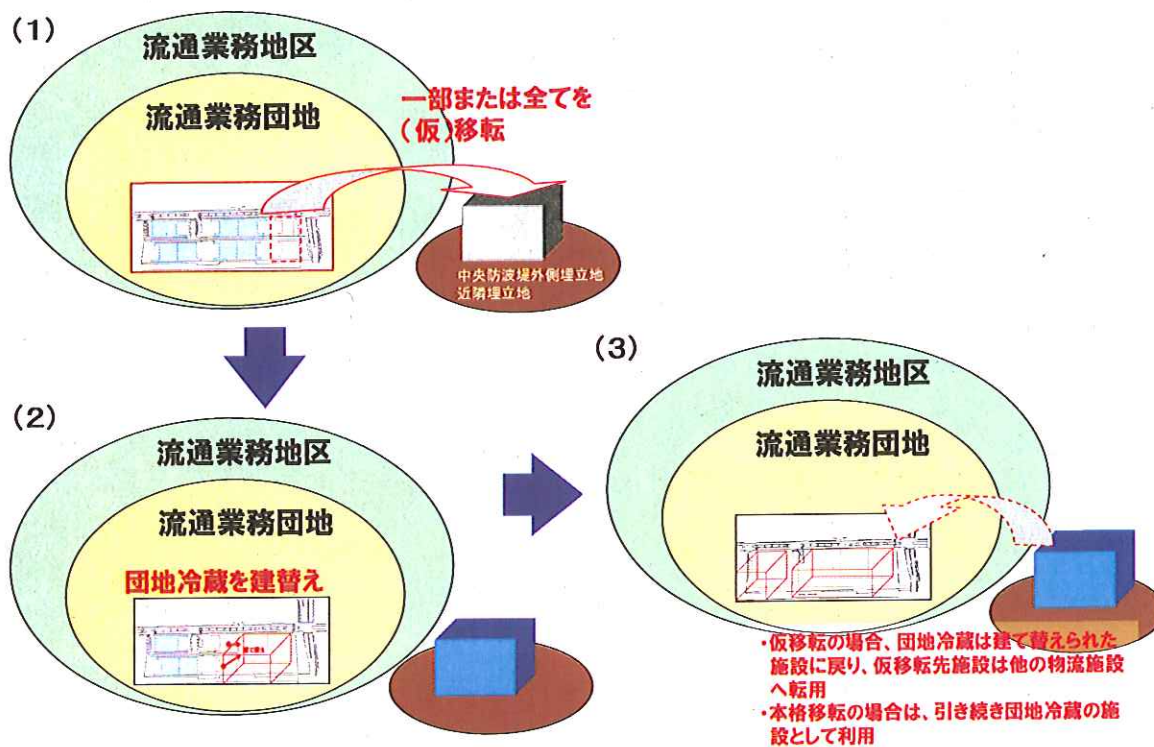 (1)
流通業務地区
流通業務団地
一部または全てを
(仮)移転
中央防波堤外側埋立地
近隣埋立地
(2)
流通業務地区
流通業務団地
団地冷蔵を建替え
(3)
流通業務地区
流通業務団地
・仮移転の場合、団地冷蔵は建て替えられた
施設に戻り、仮移転先施設は他の物流施設
へ転用
・本格移転の場合は、引き続き団地冷蔵の施
設として利用